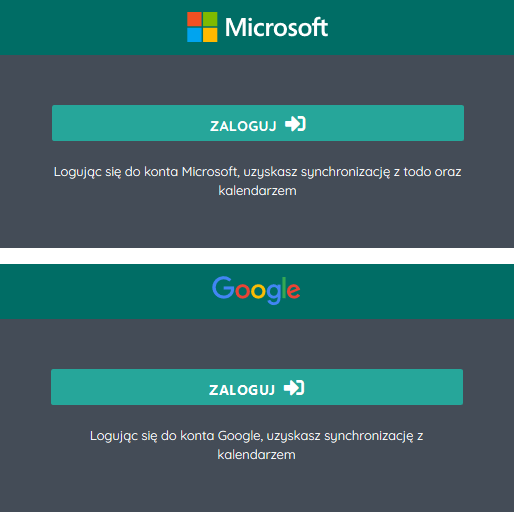 Microsoft
ZALOGUJ
Logując się do konta Microsoft, uzyskasz synchronizację z todo oraz
kalendarzem
Google
ZALOGUJ
Logując się do konta Google, uzyskasz synchronizację z
kalendarzem